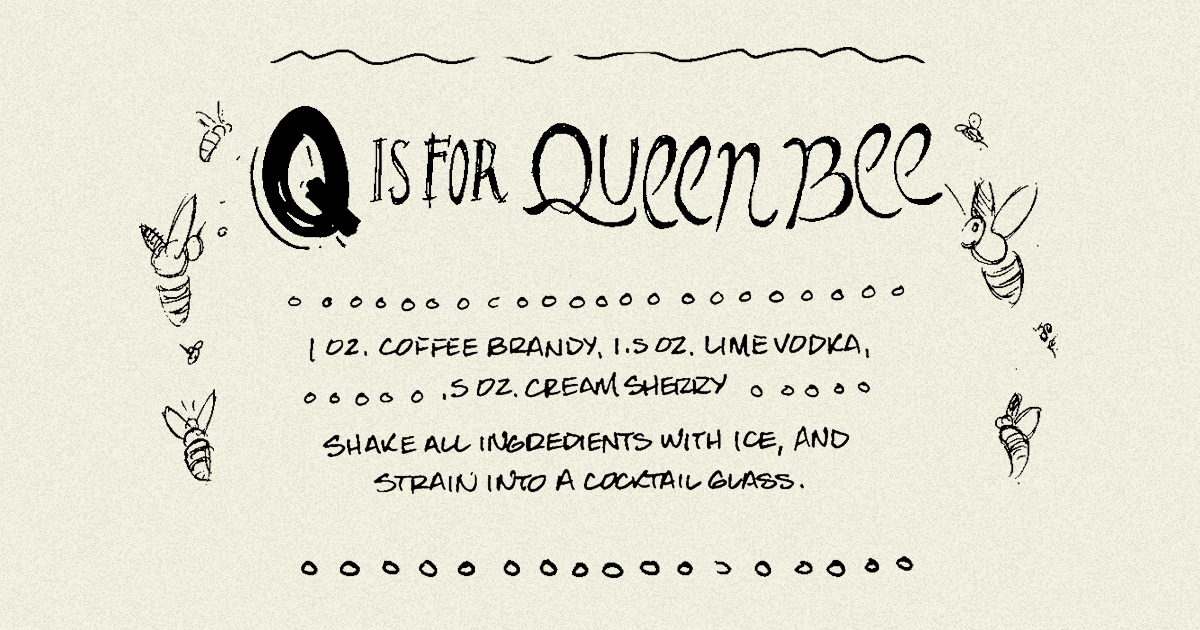 Q IS FOR Queen Bee
1 OZ. COFFEE BRANDY, 1.5 OZ. LIME VODKA,
.5 OZ. CREAM SHERRY
SHAKE ALL INGREDIENTS WITH ICE, AND
STRAIN INTO A COCKTAIL GLASS.